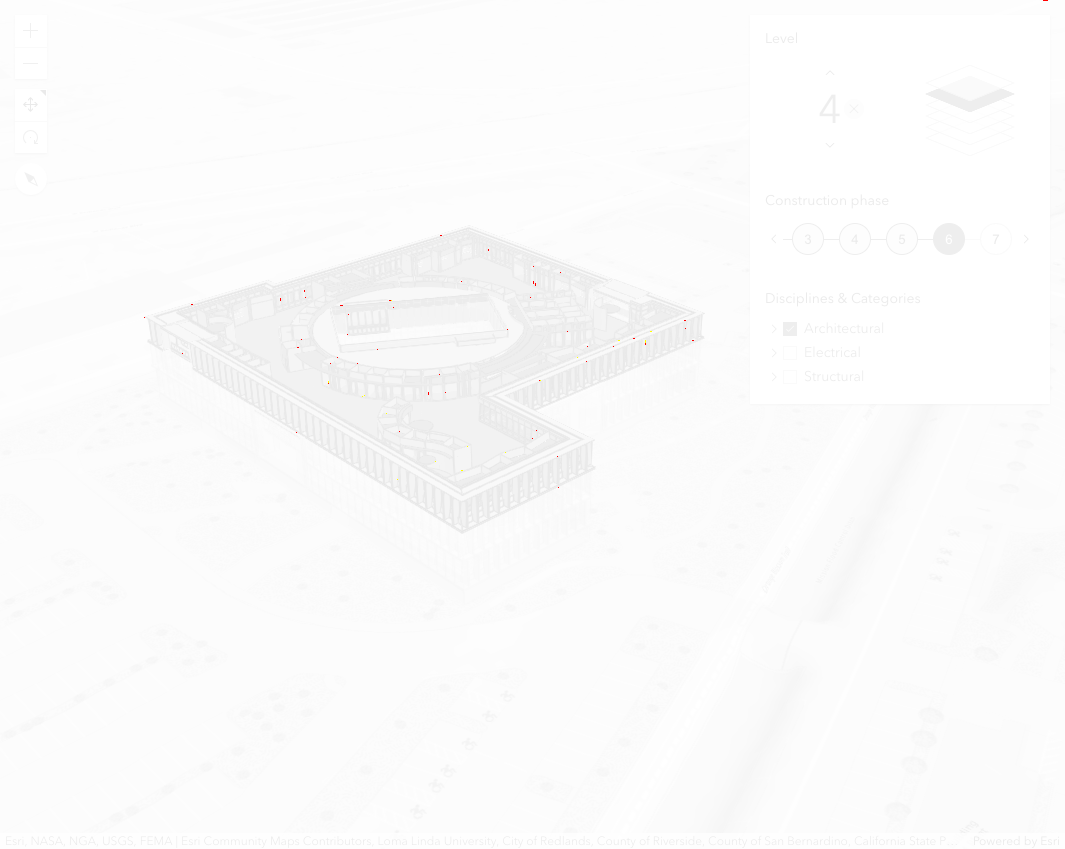 Level
4
Construction phase
3 4 5 6 7
Disciplines & Categories
Architectural
Electrical
Structural
Esri, NASA, NGA, USGS, FEMA | Esri Community Maps Contributors, Loma Linda University, City of Redlands, County of Riverside, County of San Bernardino, California State P... Powered by Esri